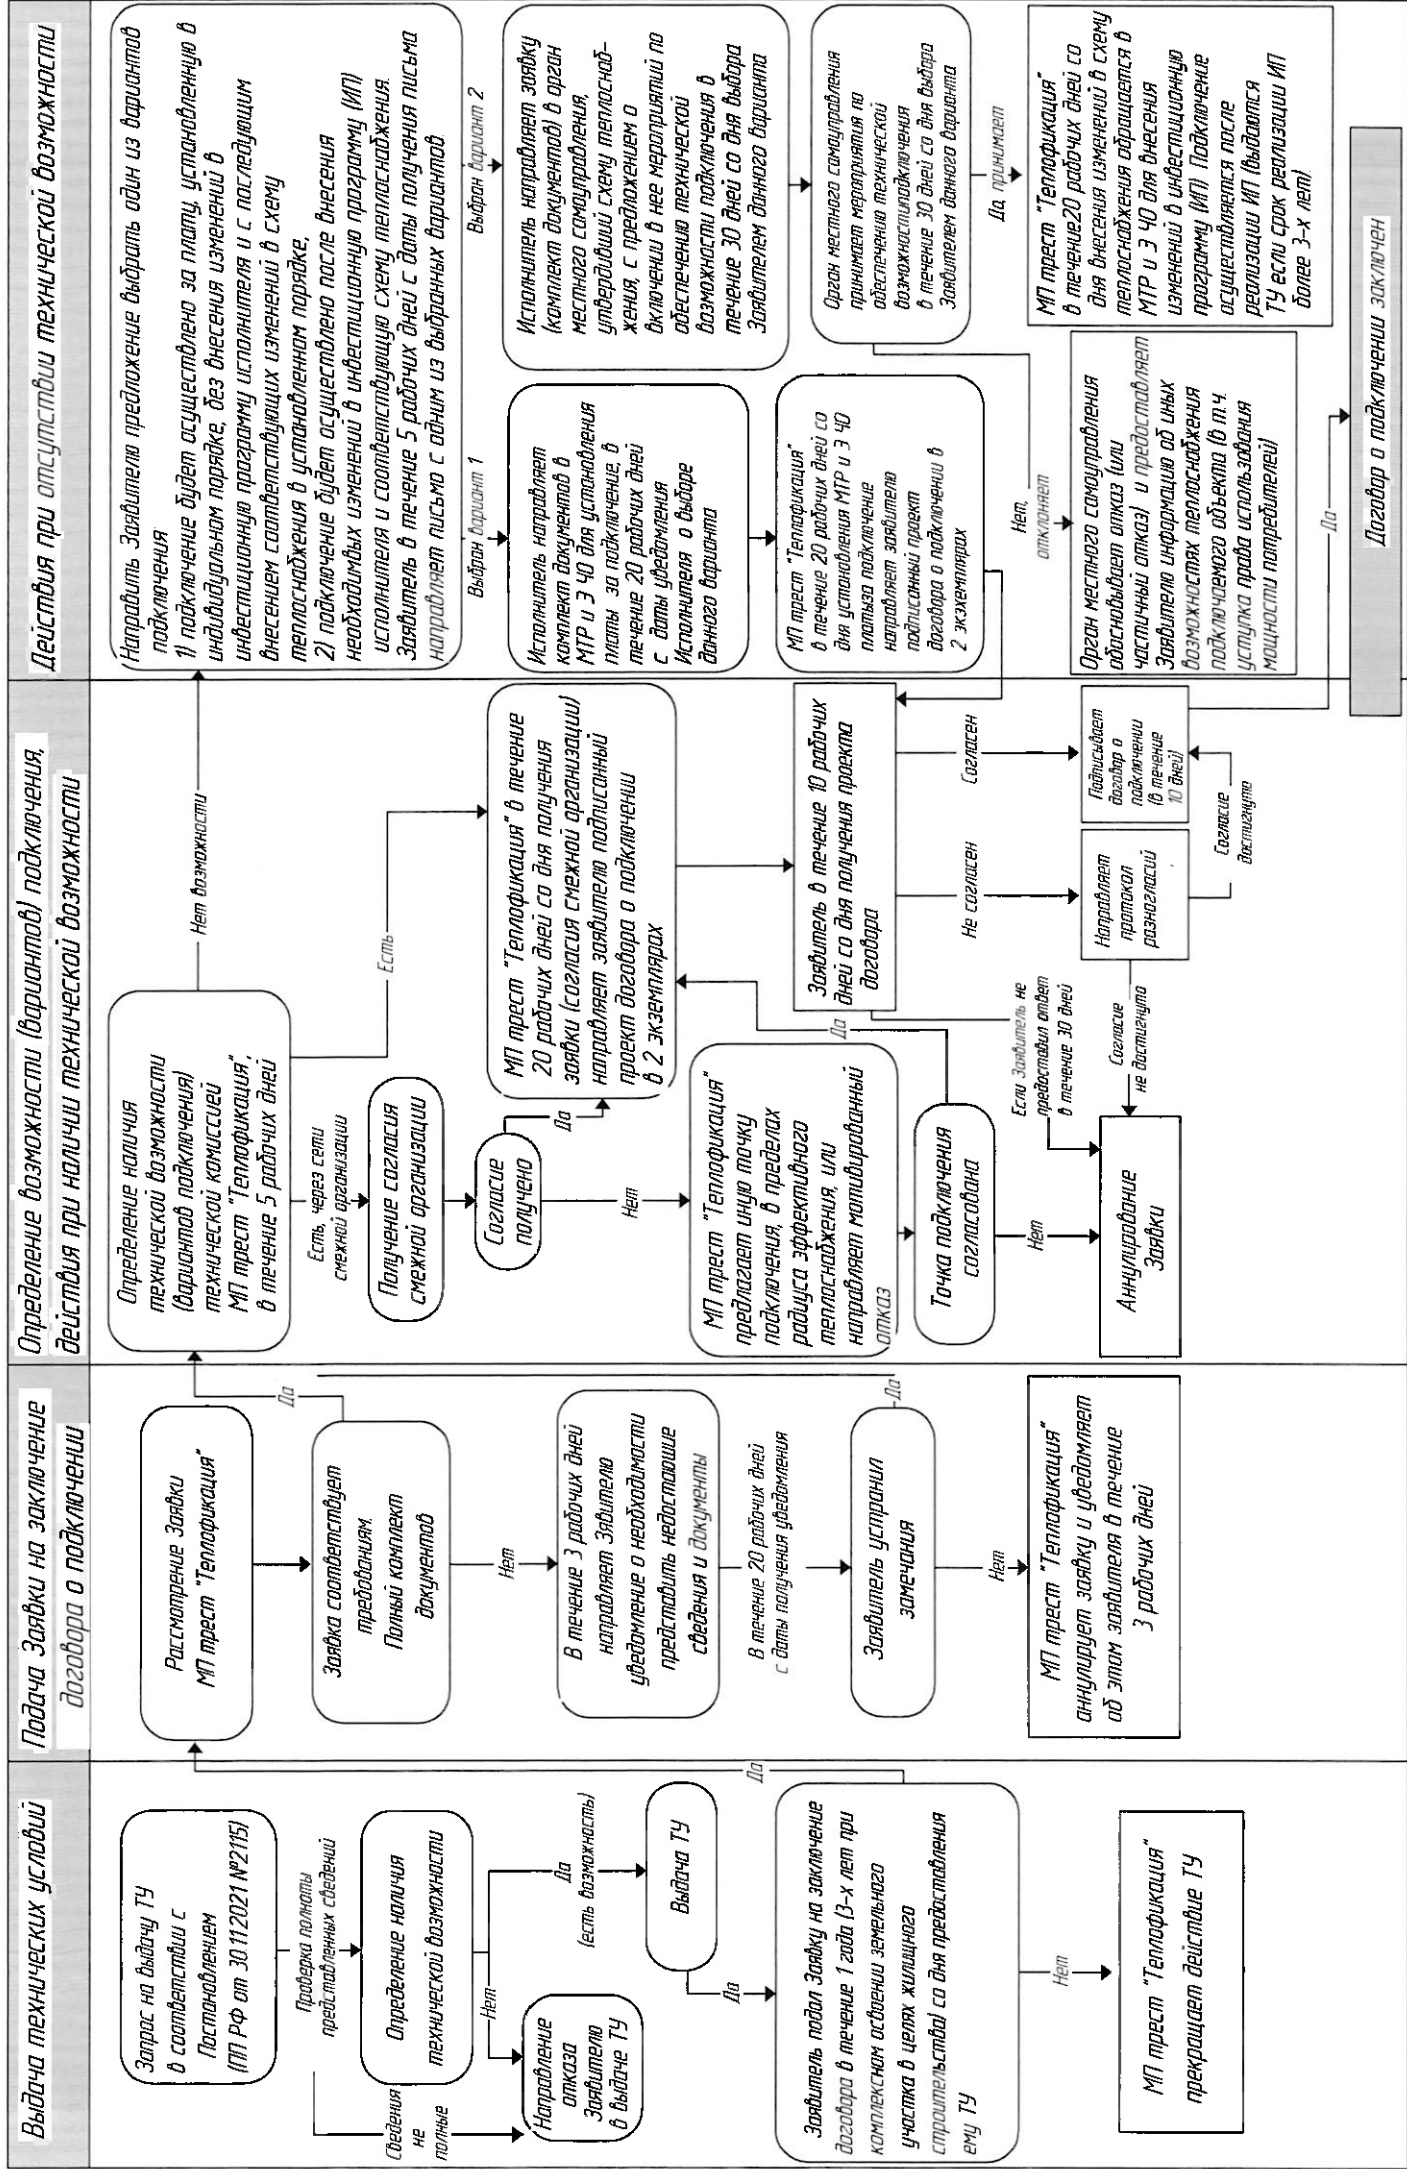 Выдача технических условий
Запрос на выдачу ТУ
в соответствии с
Постановлением
(ПП РФ от 30.11.2021 №2115)
Проверка полноты
представленных сведений
Сведения
не
полные
Определение наличия
технической возможности
Нет
Да
(есть возможность)
Направление
отказа
Заявителю
в выдаче ТУ
Выдача ТУ
Да
Заявитель подал Заявку на заключение
договора в течение 1 года (3-х лет при
комплексном освоении земельного
участка в целях жилищного
строительства) со дня предоставления
ему ТУ
Да
Нет
МП трест "Теплофикация"
прекращает действие ТУ
Подача Заявки на заключение
договора о подключении
Рассмотрение Заявки
МП трест "Теплофикация"
Заявка соответствует
требованиям.
Полный комплект
документов
Да
Нет
В течение 3 рабочих дней
направляет Заявителю
уведомление о необходимости
представить недостающие
сведения и документы
В течение 20 рабочих дней
с даты получения уведомления
Заявитель устранил
замечания
Да
Нет
МП трест "Теплофикация"
аннулирует заявку и уведомляет
об этом заявителя в течение
3 рабочих дней
Определение возможности (вариантов) подключения,
действия при наличии технической возможности
Определение наличия
технической возможности
(вариантов подключения)
технической комиссией
МП трест "Теплофикация",
в течение 5 рабочих дней
Нет возможности
Есть
Есть, через сети
смежной организации
Получение согласия
смежной организации
Согласие
получено
Да
Нет
МП трест "Теплофикация" в течение
20 рабочих дней со дня получения
заявки (согласия смежной организации)
направляет заявителю подписанный
проект договора о подключении
в 2 экземплярах
МП трест "Теплофикация"
предлагает иную точку
подключения, в пределах
радиуса эффективного
теплоснабжения, или
направляет мотивированный
отказ
Точка подключения
согласована
Да
Нет
Заявитель в течение 10 рабочих
дней со дня получения проекта
договора
Согласен
Не согласен
Если Заявитель не
предоставил ответ
в течение 30 дней
Подписывает
договор о
подключении
(в течение
10 дней)
Направляет
протокол
разногласий
Согласие
достигнуто
Согласие
не достигнуто
Аннулирование
Заявки
Действия при отсутствии технической возможности
Направить Заявителю предложение выбрать один из вариантов
подключения
1) подключение будет осуществлено за плату, установленную в
индивидуальном порядке, без внесения изменений в
инвестиционную программу исполнителя и с последующим
внесением соответствующих изменений в схему
теплоснабжения в установленном порядке,
2) подключение будет осуществлено после внесения
необходимых изменений в инвестиционную программу (ИП)
исполнителя и соответствующую схему теплоснабжения.
Заявитель в течение 5 рабочих дней с даты получения письма
направляет письмо с одним из выбранных вариантов.
Выбран вариант 1
Выбран вариант 2
Исполнитель направляет
комплект документов в
МТР и Э ЧО для установления
платы за подключение, в
течение 20 рабочих дней
с даты уведомления
Исполнителя о выборе
данного варианта
Исполнитель направляет заявку
(комплект документов) в орган
местного самоуправления,
утвердивший схему теплоснаб-
жения, с предложением о
включении в нее мероприятий по
обеспечению технической
возможности подключения в
течение 30 дней со дня выбора
Заявителем данного варианта
МП трест "Теплофикация"
в течение 20 рабочих дней со
дня установления МТР и Э ЧО
платы за подключение
направляет заявителю
подписанный проект
договора о подключении в
2 экземплярах
Орган местного самоуправления
принимает мероприятия по
обеспечению технической
возможности подключения
в течение 30 дней со дня выбора
Заявителем данного варианта
Нет,
отклоняет
Да, принимает
Орган местного самоуправления
обосновывает отказ (или
частичный отказ) и предоставляет
Заявителю информацию об иных
возможностях теплоснабжения
подключаемого объекта (в т.ч.
уступка права использования
мощности потребителей)
МП трест "Теплофикация"
в течение 20 рабочих дней со
дня внесения изменений в схему
теплоснабжения обращается в
МТР и Э ЧО для внесения
изменений в инвестиционную
программу (ИП) Подключение
осуществляется после
реализации ИП (выдаются
ТУ если срок реализации ИП
более 3-х лет)
Да
Договор о подключении заключен